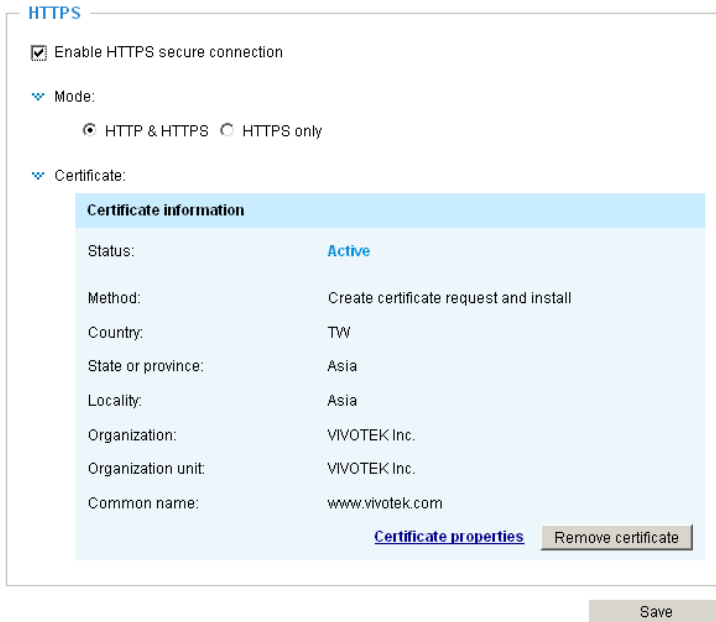 HTTPS
Enable HTTPS secure connection
Mode:
HTTP & HTTPS HTTPS only
Certificate:
Certificate information
Status: Active
Method: Create certificate request and install
Country: TW
State or province: Asia
Locality: Asia
Organization: VIVOTEK Inc.
Organization unit: VIVOTEK Inc.
Common name: www.vivotek.com
Certificate properties Remove certificate
Save